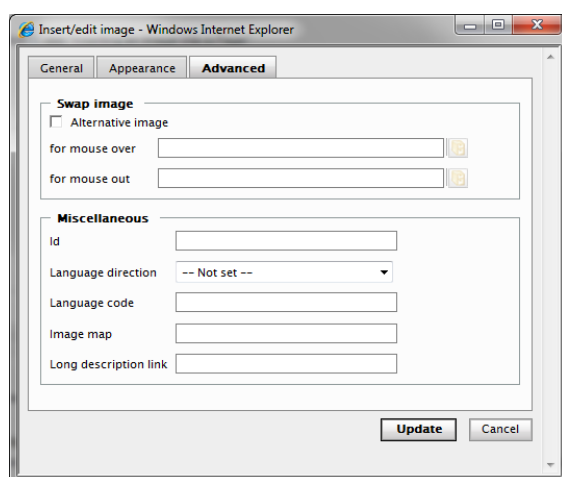 Insert/edit image - Windows Internet Explorer
General Appearance Advanced
Swap image
Alternative image
for mouse over
for mouse out
Miscellaneous
Id
Language direction -- Not set --
Language code
Image map
Long description link
Update Cancel